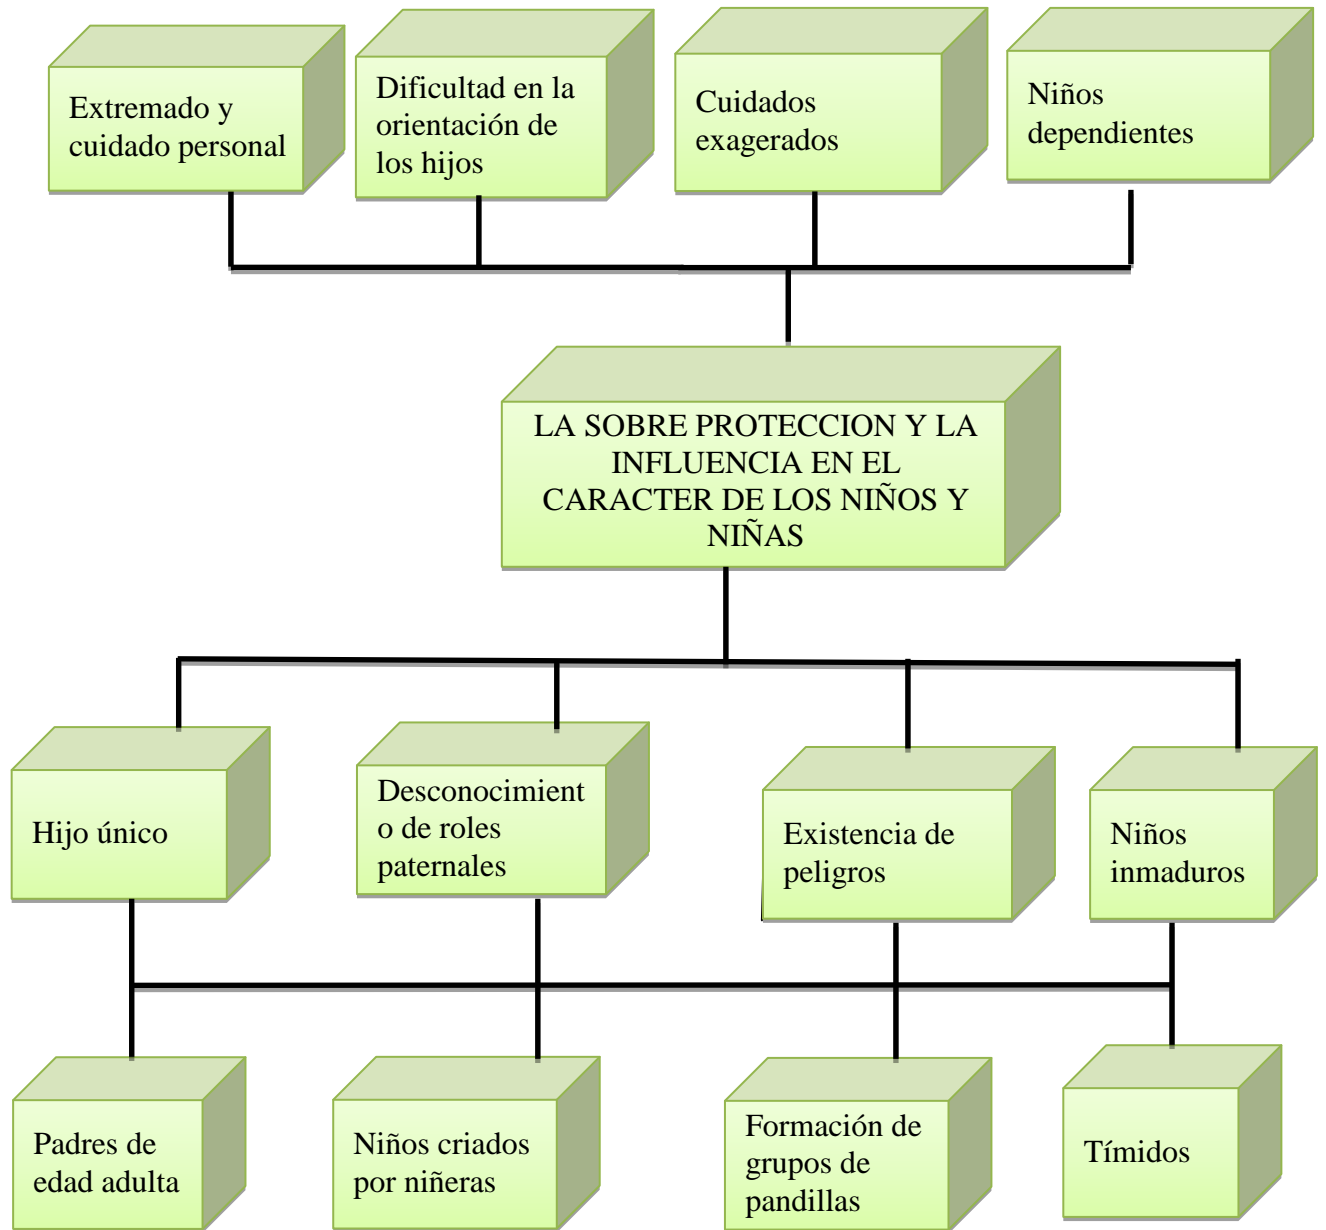 Extremado y
cuidado personal
Dificultad en la
orientación de
los hijos
Cuidados
exagerados
Niños
dependientes
LA SOBRE PROTECCION Y LA
INFLUENCIA EN EL
CARACTER DE LOS NIÑOS Y
NIÑAS
Hijo único
Desconocimient
o de roles
paternales
Existencia de
peligros
Niños
inmaduros
Padres de
edad adulta
Niños criados
por niñeras
Formación de
grupos de
pandillas
Tímidos